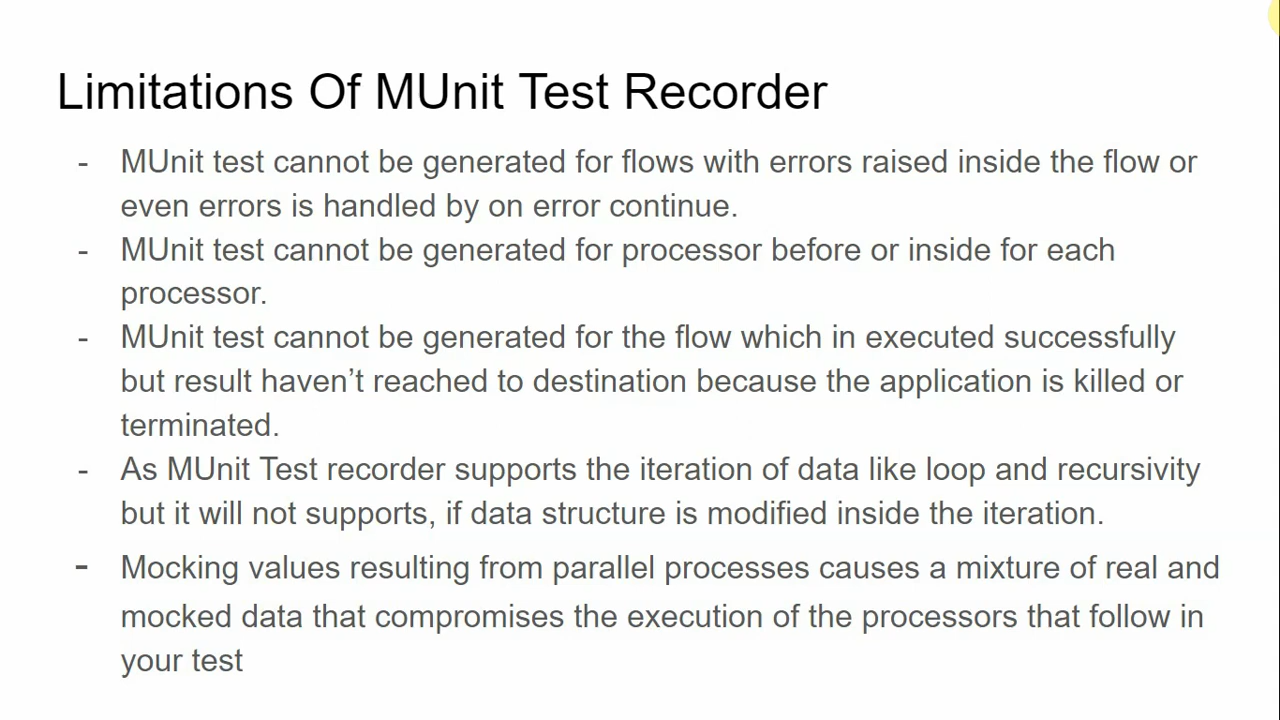 Limitations Of MUnit Test Recorder
- MUnit test cannot be generated for flows with errors raised inside the flow or
even errors is handled by on error continue.
- MUnit test cannot be generated for processor before or inside for each
processor.
- MUnit test cannot be generated for the flow which in executed successfully
but result haven’t reached to destination because the application is killed or
terminated.
- As MUnit Test recorder supports the iteration of data like loop and recursivity
but it will not supports, if data structure is modified inside the iteration.
- Mocking values resulting from parallel processes causes a mixture of real and
mocked data that compromises the execution of the processors that follow in
your test